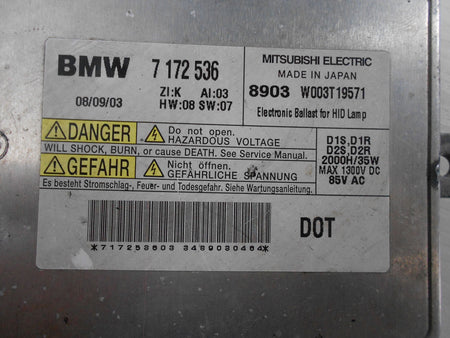 BMW 7 172 536
ZI:K AI:03
08/09/03 HW:08 SW:07
MITSUBISHI ELECTRIC
MADE IN JAPAN
8903 W003T19571
Electronic Ballast for HID Lamp
DANGER Do not open.
HAZARDOUS VOLTAGE
WILL SHOCK, BURN, or cause DEATH. See Service Manual.
GEFAHR Nicht öffnen.
GEFÄHRLICHE SPANNUNG
Es besteht Stromschlag-, Feuer- und Todesgefahr. Siehe Wartungsanleitung.
D1S,D1R
D2S,D2R
2000H/35W
MAX 1300V DC
85V AC
*717253603 3489030464*
DOT